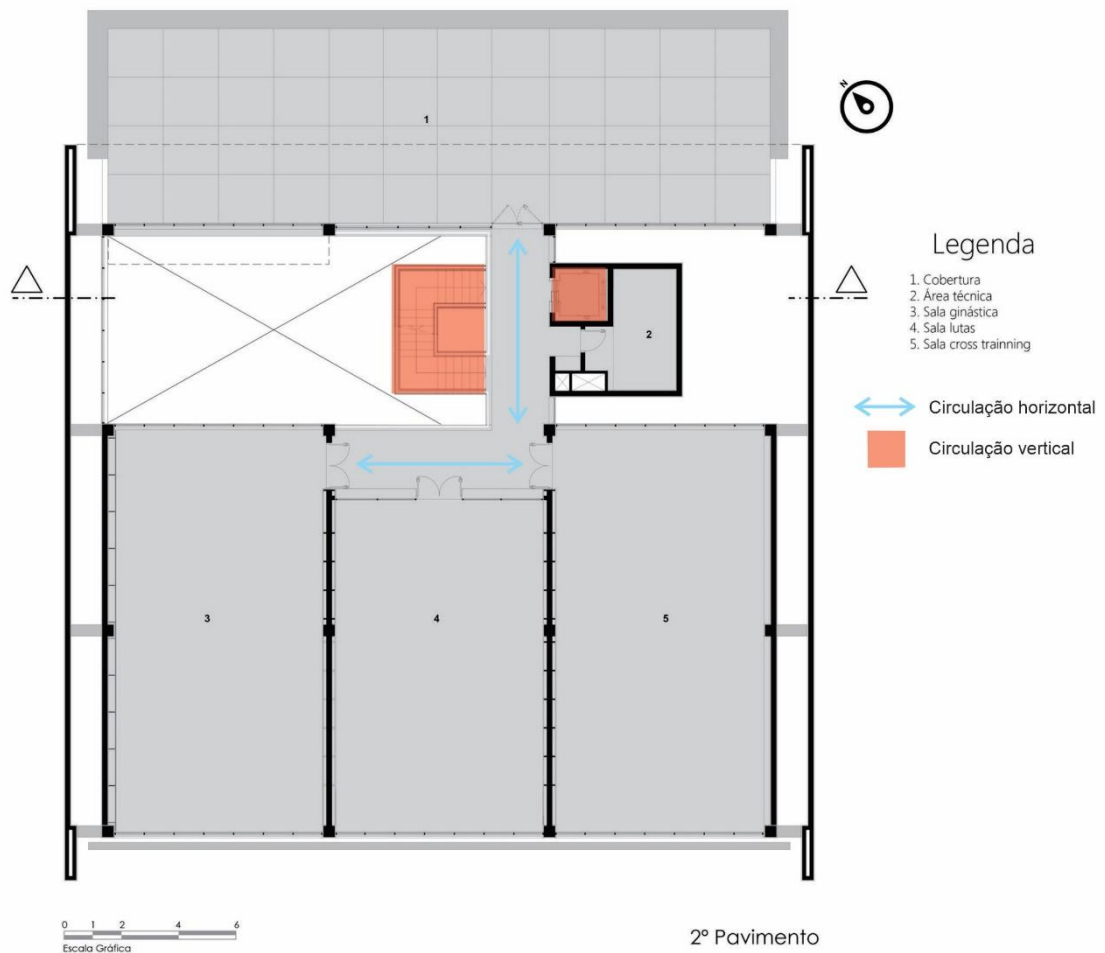 1
N
Legenda
1. Cobertura
2. Área técnica
3. Sala ginástica
4. Sala lutas
5. Sala cross trainning
2
Circulação horizontal
Circulação vertical
3
4
5
0 1 2 4 6
Escala Gráfica
2º Pavimento